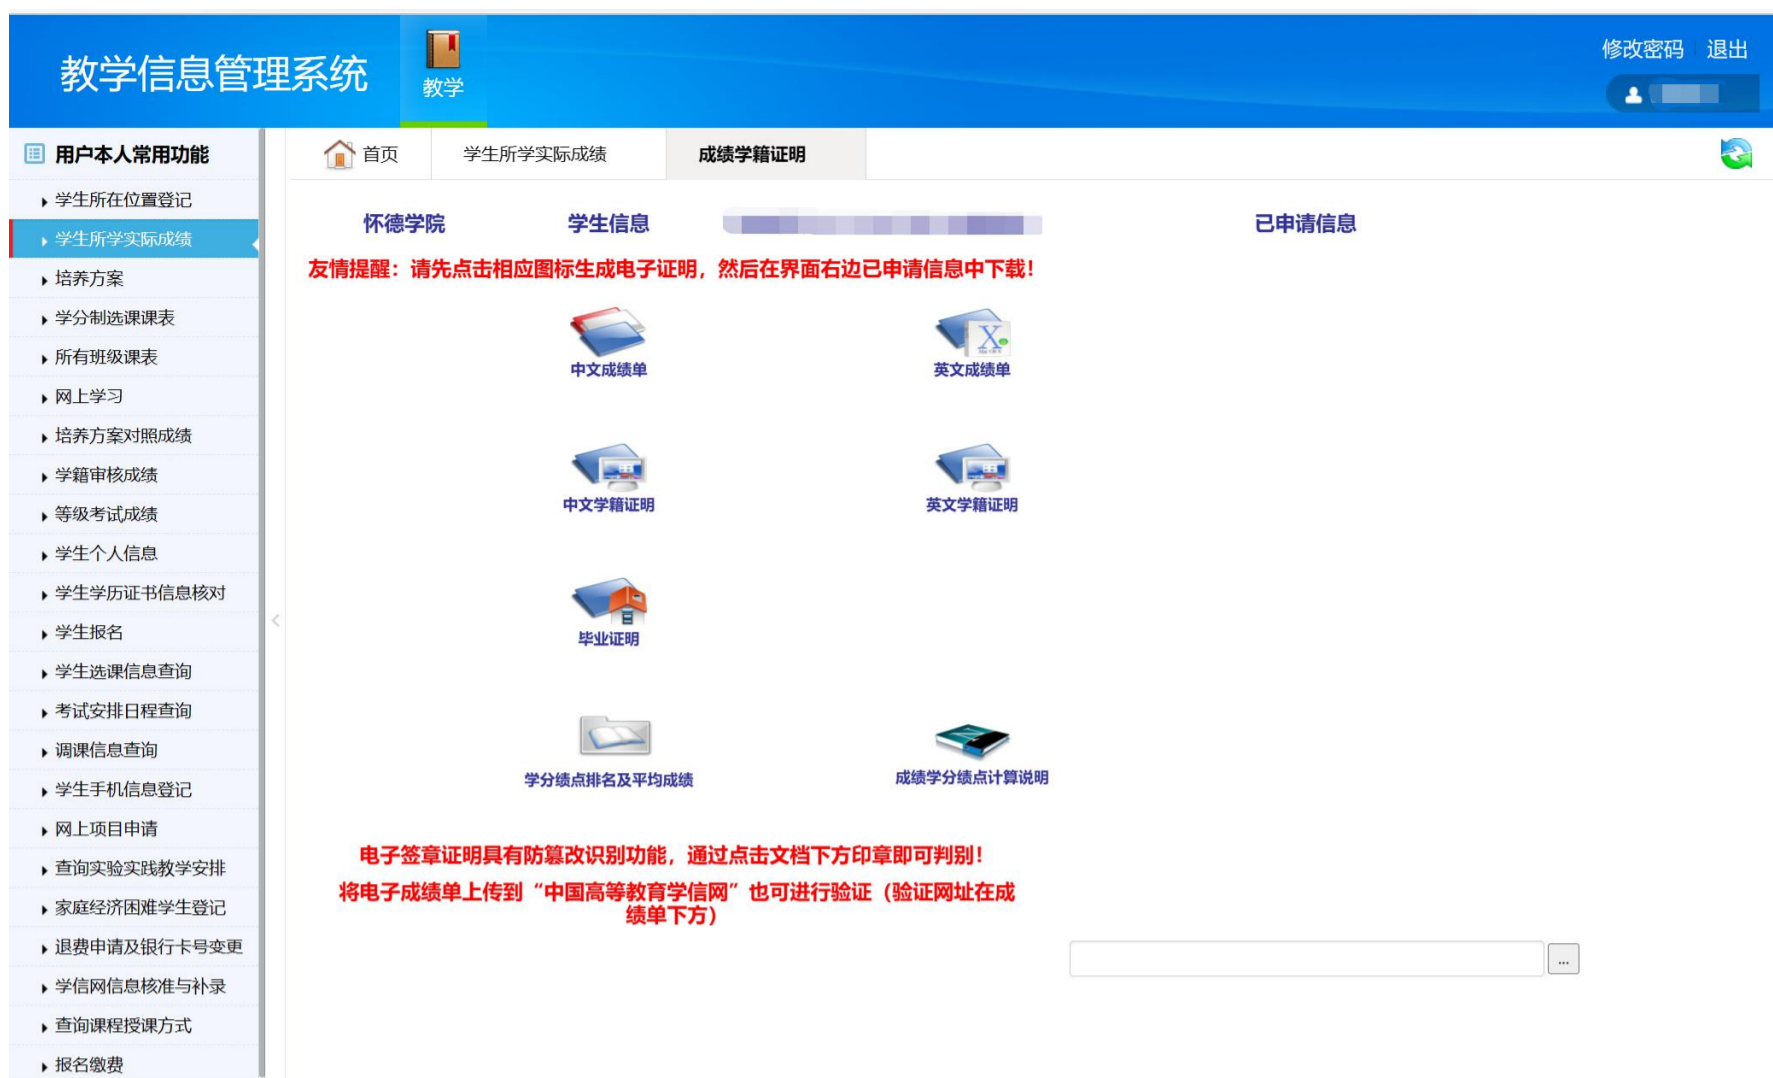 教学信息管理系统
教学
修改密码 退出
用户本人常用功能
学生所在位置登记
学生所学实际成绩
培养方案
学分制选课课表
所有班级课表
网上学习
培养方案对照成绩
学籍审核成绩
等级考试成绩
学生个人信息
学生学历证书信息核对
学生报名
学生选课信息查询
考试安排日程查询
调课信息查询
学生手机信息登记
网上项目申请
查询实验实践教学安排
家庭经济困难学生登记
退费申请及银行卡号变更
学信网信息核准与补录
查询课程授课方式
报名缴费
首页 学生所学实际成绩 成绩学籍证明
怀德学院 学生信息 已申请信息
友情提醒：请先点击相应图标生成电子证明，然后在界面右边已申请信息中下载！
中文成绩单 英文成绩单
中文学籍证明 英文学籍证明
毕业证明
学分绩点排名及平均成绩 成绩学分绩点计算说明
电子签章证明具有防篡改识别功能，通过点击文档下方印章即可判别！
将电子成绩单上传到“中国高等教育学信网”也可进行验证（验证网址在成
绩单下方）
...